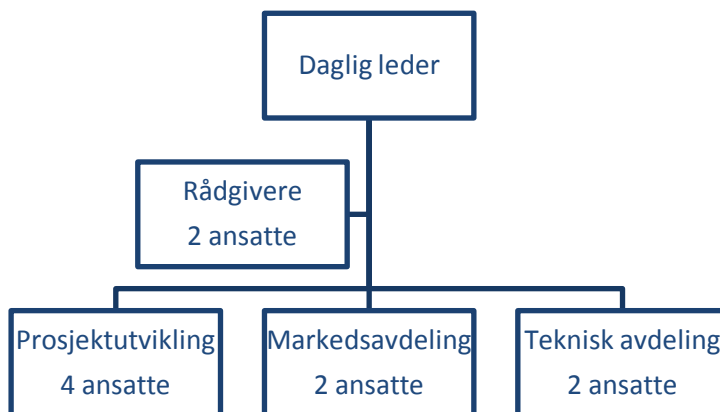 Daglig leder
Rådgivere
2 ansatte
Prosjektutvikling
4 ansatte
Markedsavdeling
2 ansatte
Teknisk avdeling
2 ansatte